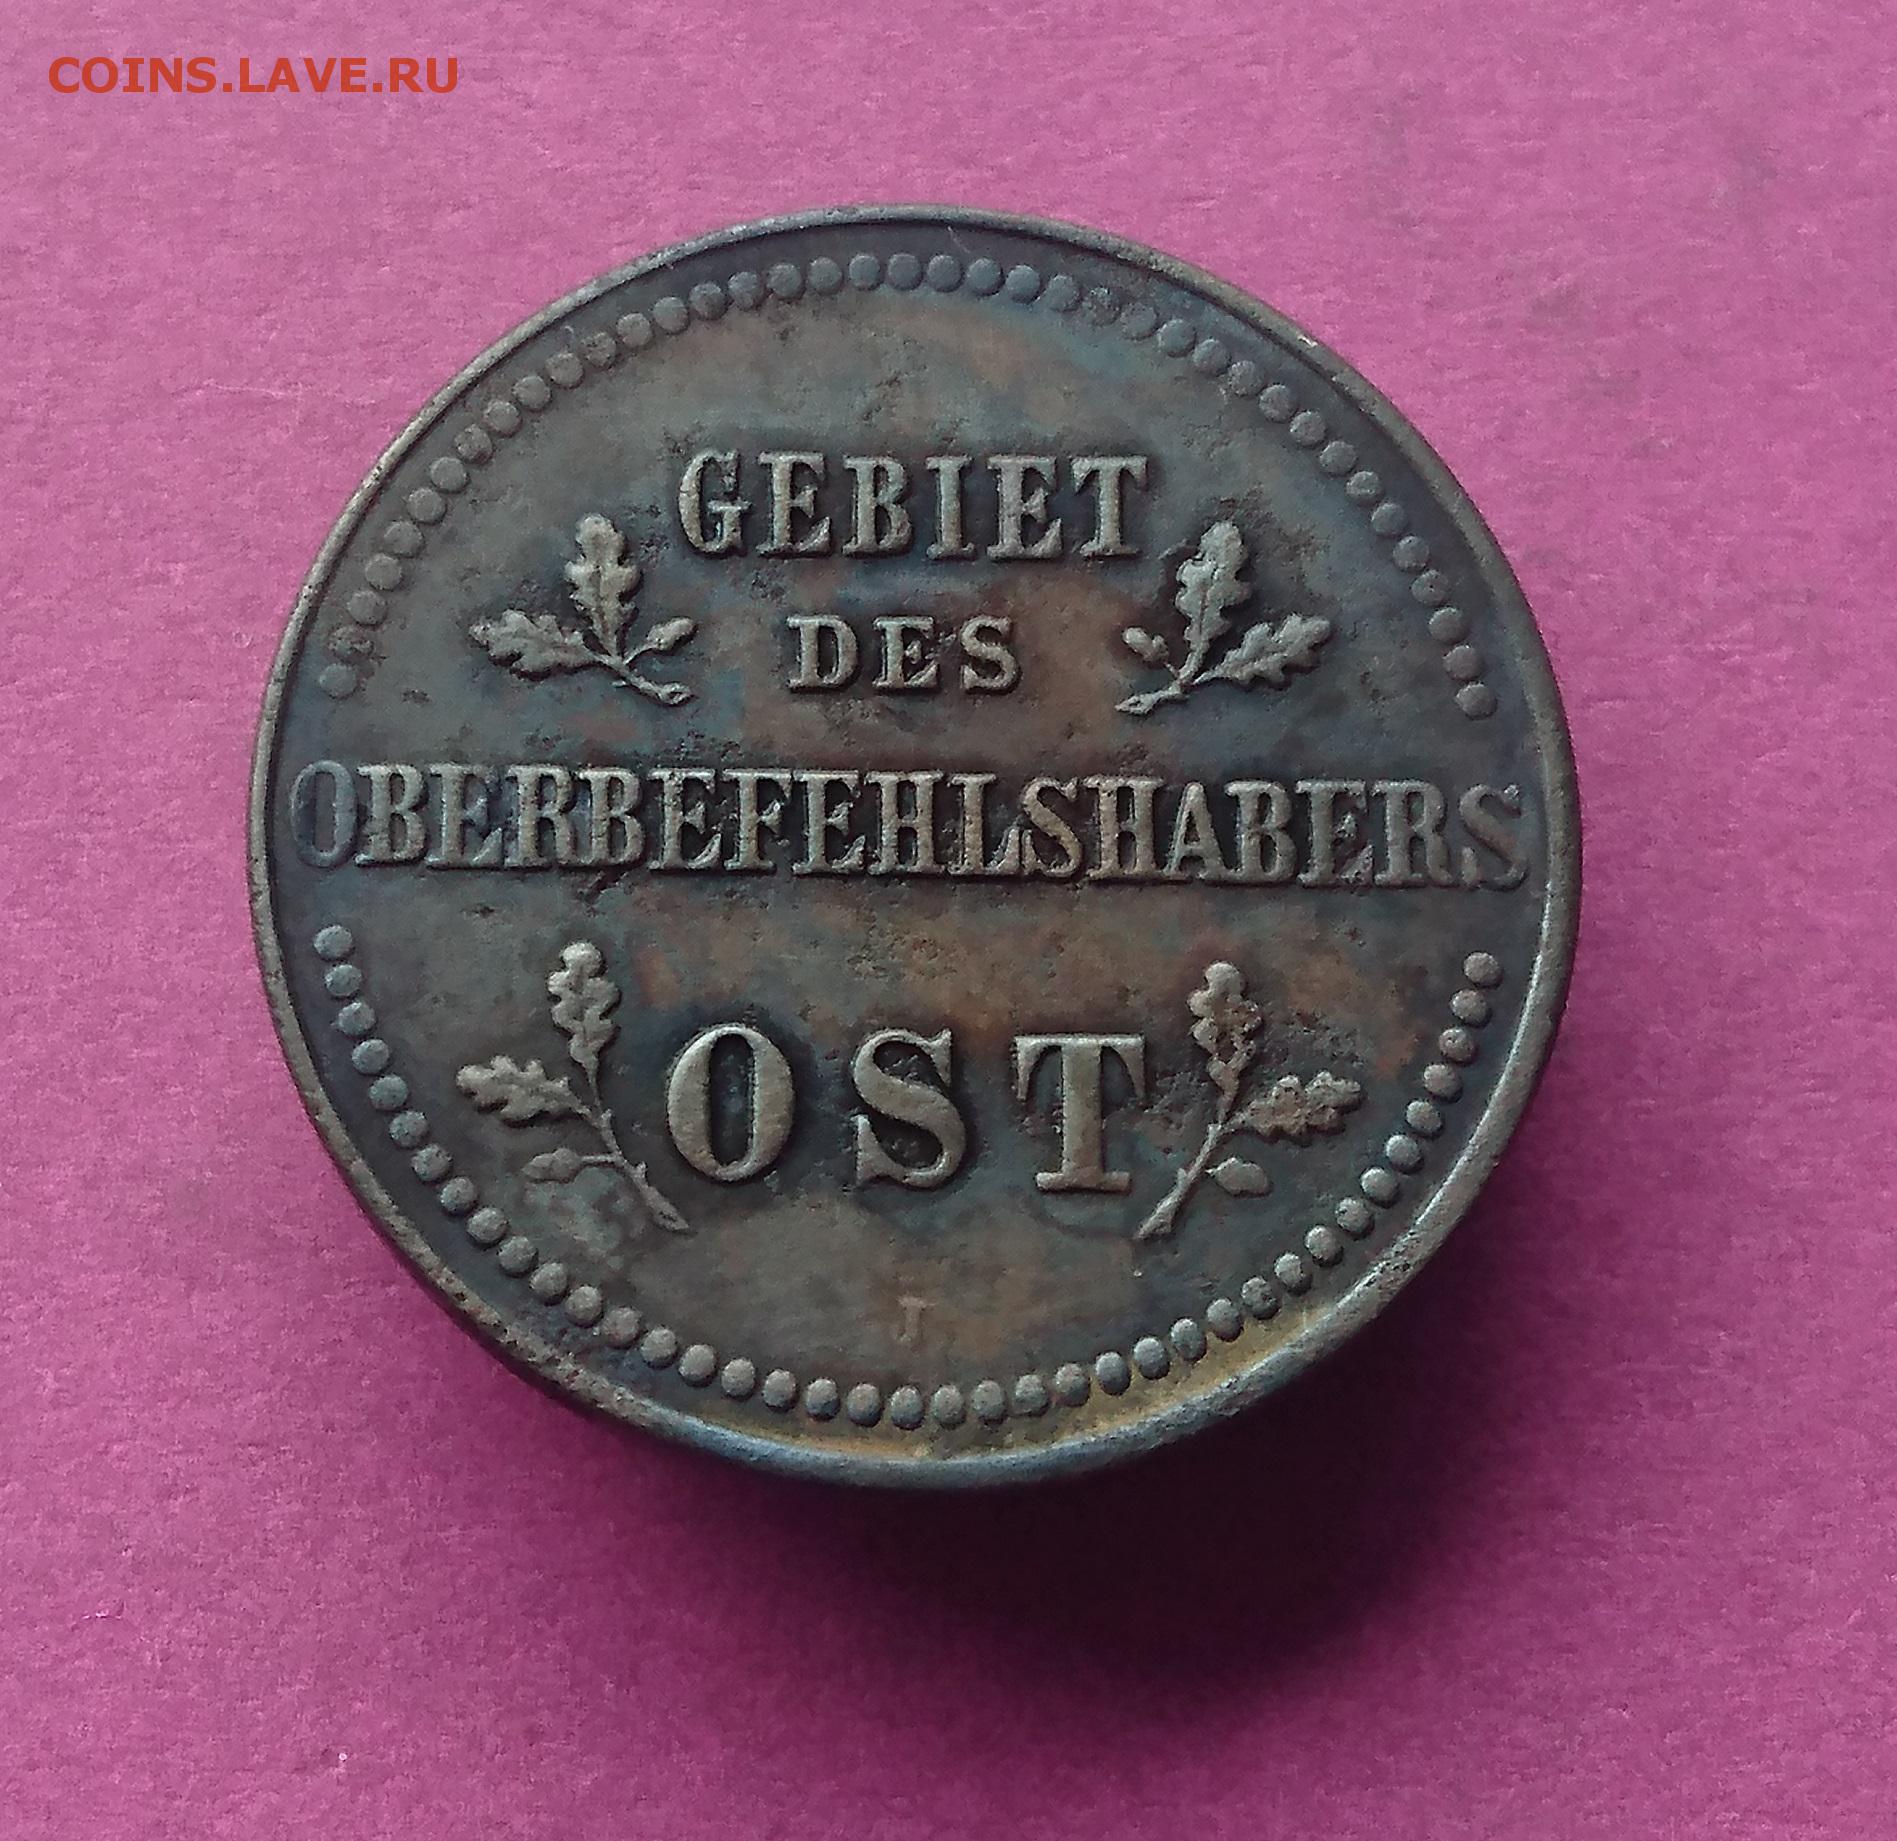 COINS.LAVE.RU
GEBIET
DES
OBERBEFEHLSHABERS
OST
J